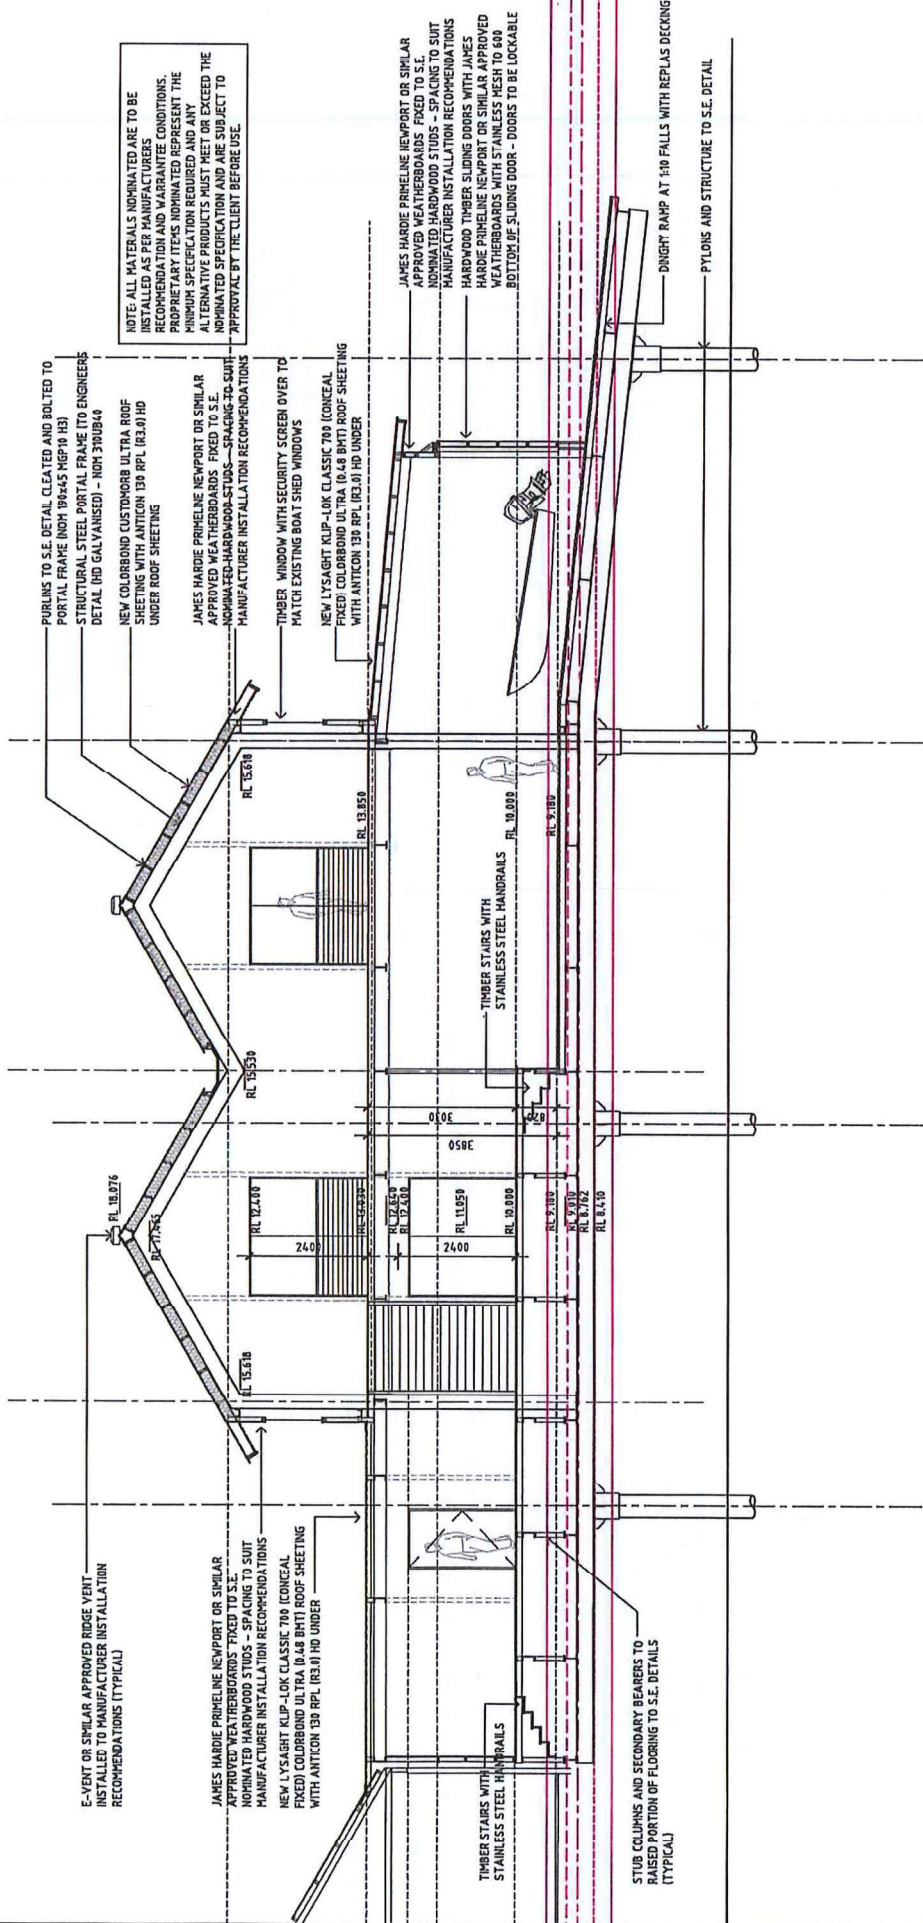 NOTE: ALL MATERIALS NOMINATED ARE TO BE
INSTALLED AS PER MANUFACTURERS
RECOMMENDATION AND WARRANTEE CONDITIONS.
PROPRIETARY ITEMS NOMINATED REPRESENT THE
MINIMUM SPECIFICATION REQUIRED AND ANY
ALTERNATIVE PRODUCTS MUST MEET OR EXCEED THE
NOMINATED SPECIFICATION AND ARE SUBJECT TO
APPROVAL BY THE CLIENT BEFORE USE.
E-VENT OR SIMILAR APPROVED RIDGE VENT
INSTALLED TO MANUFACTURER INSTALLATION
RECOMMENDATIONS (TYPICAL)
PURLINS TO S.E. DETAIL CLEATED AND BOLTED TO
PORTAL FRAME (NOM 190x45 MGP10 H3)
STRUCTURAL STEEL PORTAL FRAME (TO ENGINEERS
DETAIL (HD GALVANISED) - NOM 310UB40
NEW COLORBOND CUSTOMORB ULTRA ROOF
SHEETING WITH ANTICON 130 RPL (R3.0) HD
UNDER ROOF SHEETING
JAMES HARDIE PRIMELINE NEWPORT OR SIMILAR
APPROVED WEATHERBOARDS FIXED TO S.E.
NOMINATED HARDWOOD STUDS - SPACING TO SUIT
MANUFACTURER INSTALLATION RECOMMENDATIONS
TIMBER WINDOW WITH SECURITY SCREEN OVER TO
MATCH EXISTING BOAT SHED WINDOWS
NEW LYSAGHT KLIP-LOK CLASSIC 700 (CONCEAL
FIXED) COLORBOND ULTRA (0.48 BMT) ROOF SHEETING
WITH ANTICON 130 RPL (R3.0) HD UNDER
JAMES HARDIE PRIMELINE NEWPORT OR SIMILAR
APPROVED WEATHERBOARDS FIXED TO S.E.
NOMINATED HARDWOOD STUDS - SPACING TO SUIT
MANUFACTURER INSTALLATION RECOMMENDATIONS
HARDWOOD TIMBER SLIDING DOORS WITH JAMES
HARDIE PRIMELINE NEWPORT OR SIMILAR APPROVED
WEATHERBOARDS WITH STAINLESS MESH TO 600
BOTTOM OF SLIDING DOOR - DOORS TO BE LOCKABLE
DINGHY RAMP AT 1:10 FALLS WITH REPLAS DECKING
PYLONS AND STRUCTURE TO S.E. DETAIL
JAMES HARDIE PRIMELINE NEWPORT OR SIMILAR
APPROVED WEATHERBOARDS FIXED TO S.E.
NOMINATED HARDWOOD STUDS - SPACING TO SUIT
MANUFACTURER INSTALLATION RECOMMENDATIONS
NEW LYSAGHT KLIP-LOK CLASSIC 700 (CONCEAL
FIXED) COLORBOND ULTRA (0.48 BMT) ROOF SHEETING
WITH ANTICON 130 RPL (R3.0) HD UNDER
TIMBER STAIRS WITH
STAINLESS STEEL HANDRAILS
STUB COLUMNS AND SECONDARY BEARERS TO
RAISED PORTION OF FLOORING TO S.E. DETAILS
(TYPICAL)
TIMBER STAIRS WITH
STAINLESS STEEL HANDRAILS
RL 18.076
RL 15.618
RL 15.530
RL 15.618
RL 12.400
2400
RL 12.640
RL 12.400
2400
RL 11.050
RL 10.000
RL 9.180
RL 9.010
RL 8.762
RL 8.410
3850
3030
820
RL 13.850
RL 10.000
RL 9.180